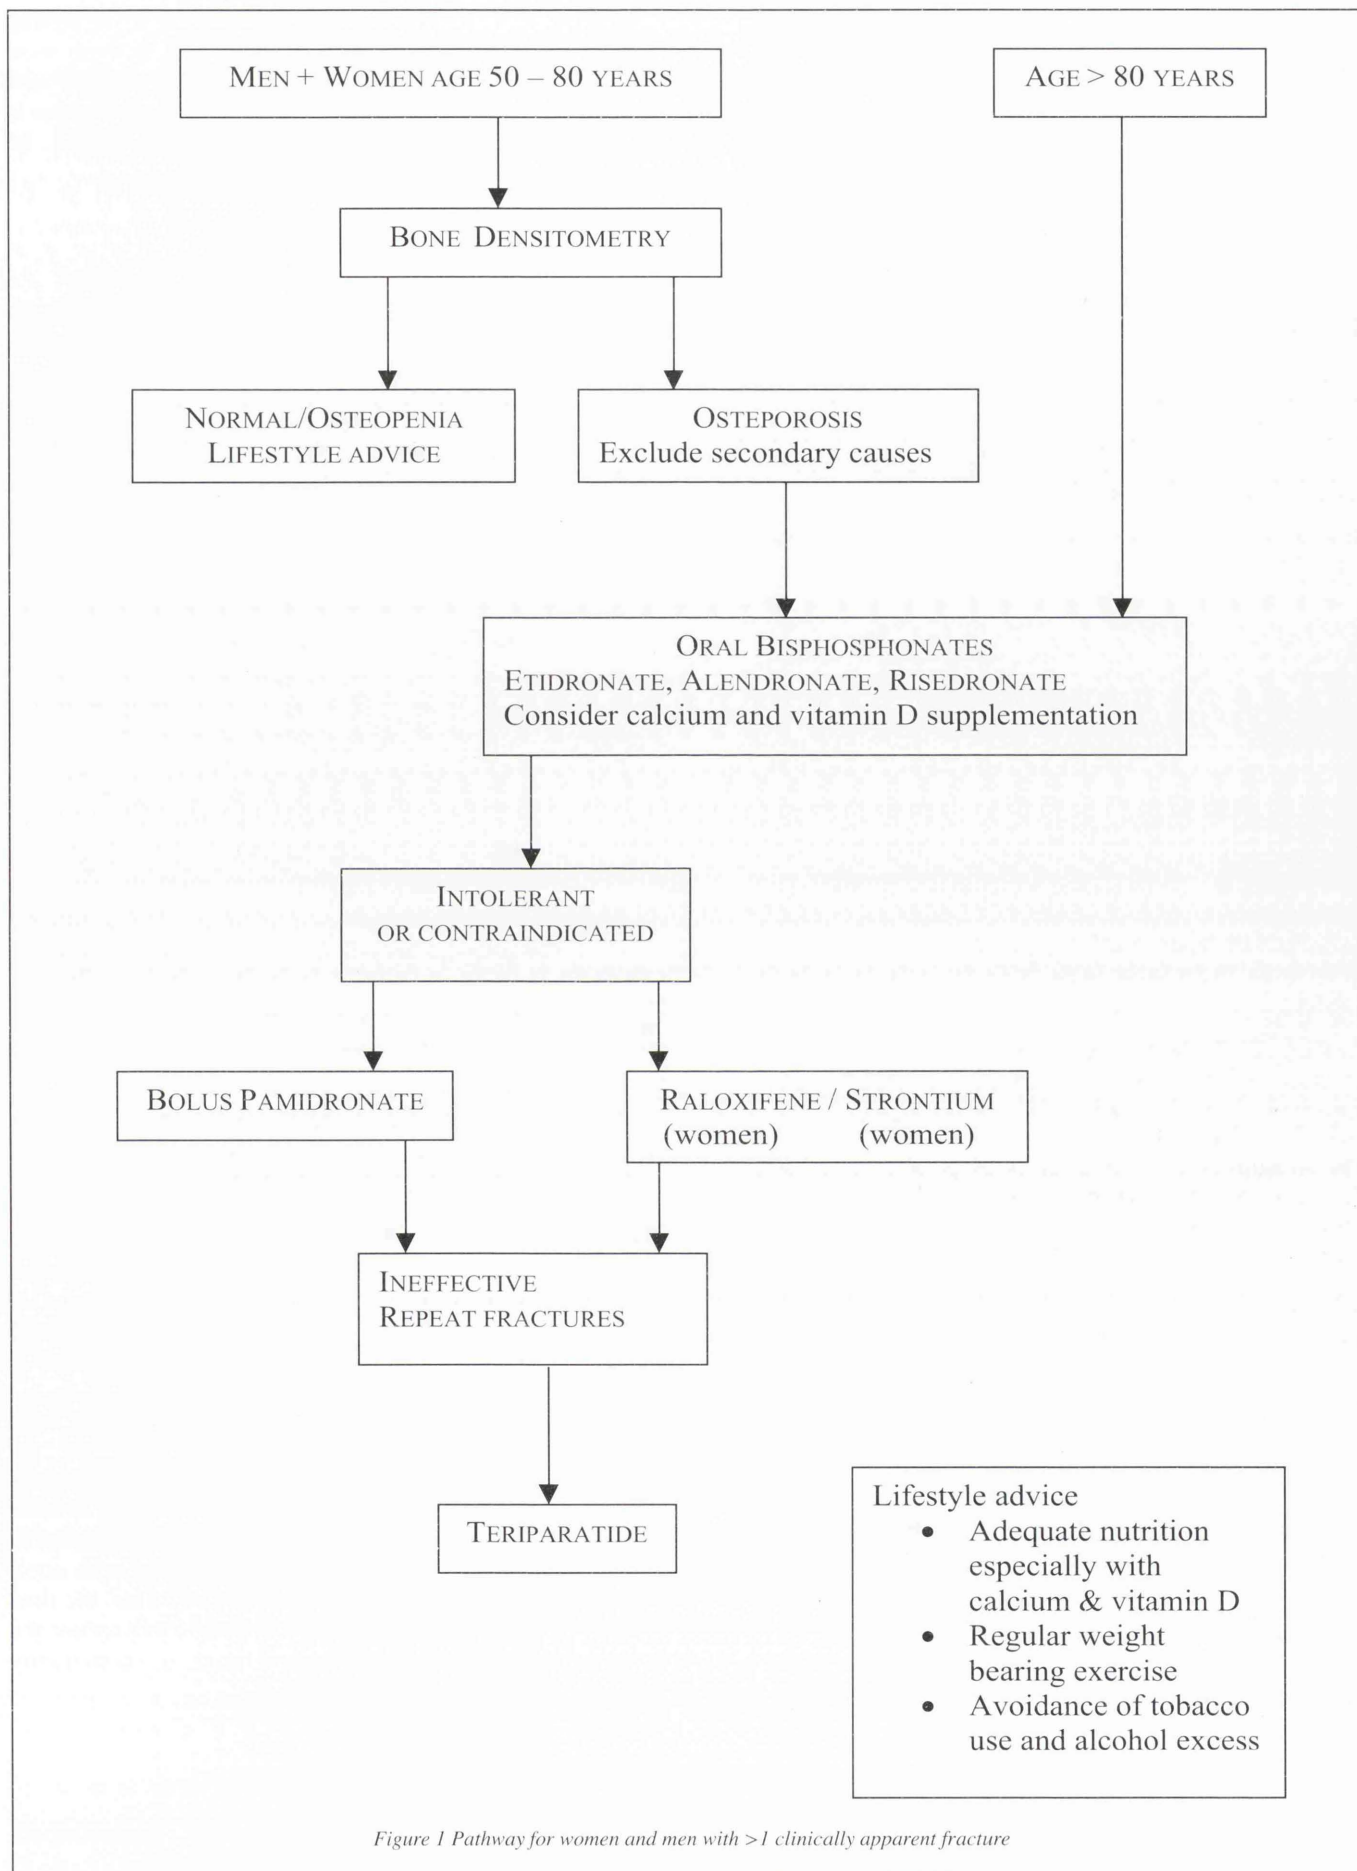 MEN + WOMEN AGE 50 – 80 YEARS
AGE > 80 YEARS
BONE DENSITOMETRY
NORMAL/OSTEOPENIA
LIFESTYLE ADVICE
OSTEPOROSIS
Exclude secondary causes
ORAL BISPHOSPHONATES
ETIDRONATE, ALENDRONATE, RISEDRONATE
Consider calcium and vitamin D supplementation
INTOLERANT
OR CONTRAINDICATED
BOLUS PAMIDRONATE
RALOXIFENE / STRONTIUM
(women) (women)
INEFFECTIVE
REPEAT FRACTURES
TERIPARATIDE
Lifestyle advice
• Adequate nutrition
especially with
calcium & vitamin D
• Regular weight
bearing exercise
• Avoidance of tobacco
use and alcohol excess
Figure 1 Pathway for women and men with >1 clinically apparent fracture